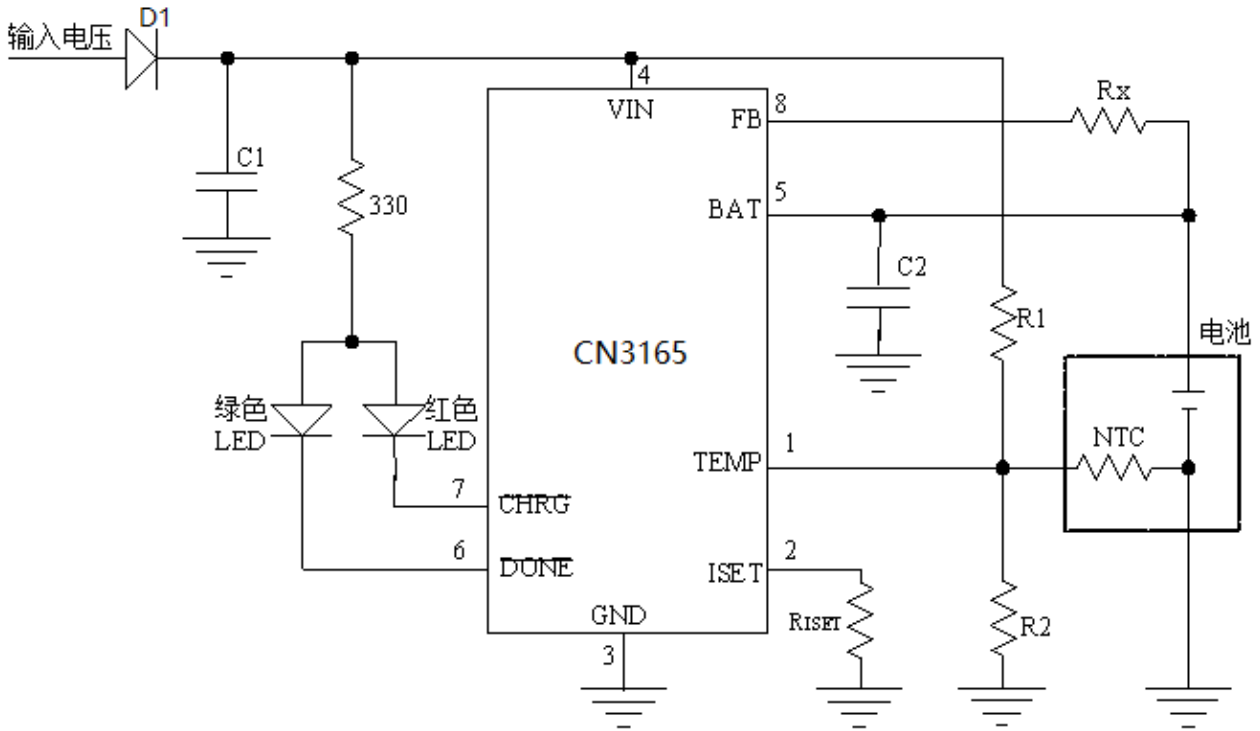 D1
输入电压
4
VIN
FB
8
Rx
C1
330
BAT
5
C2
R1
CN3165
电池
绿色
LED
红色
LED
NTC
TEMP
1
7
CHRG
6
DONE
ISET
2
RISET
GND
3
R2